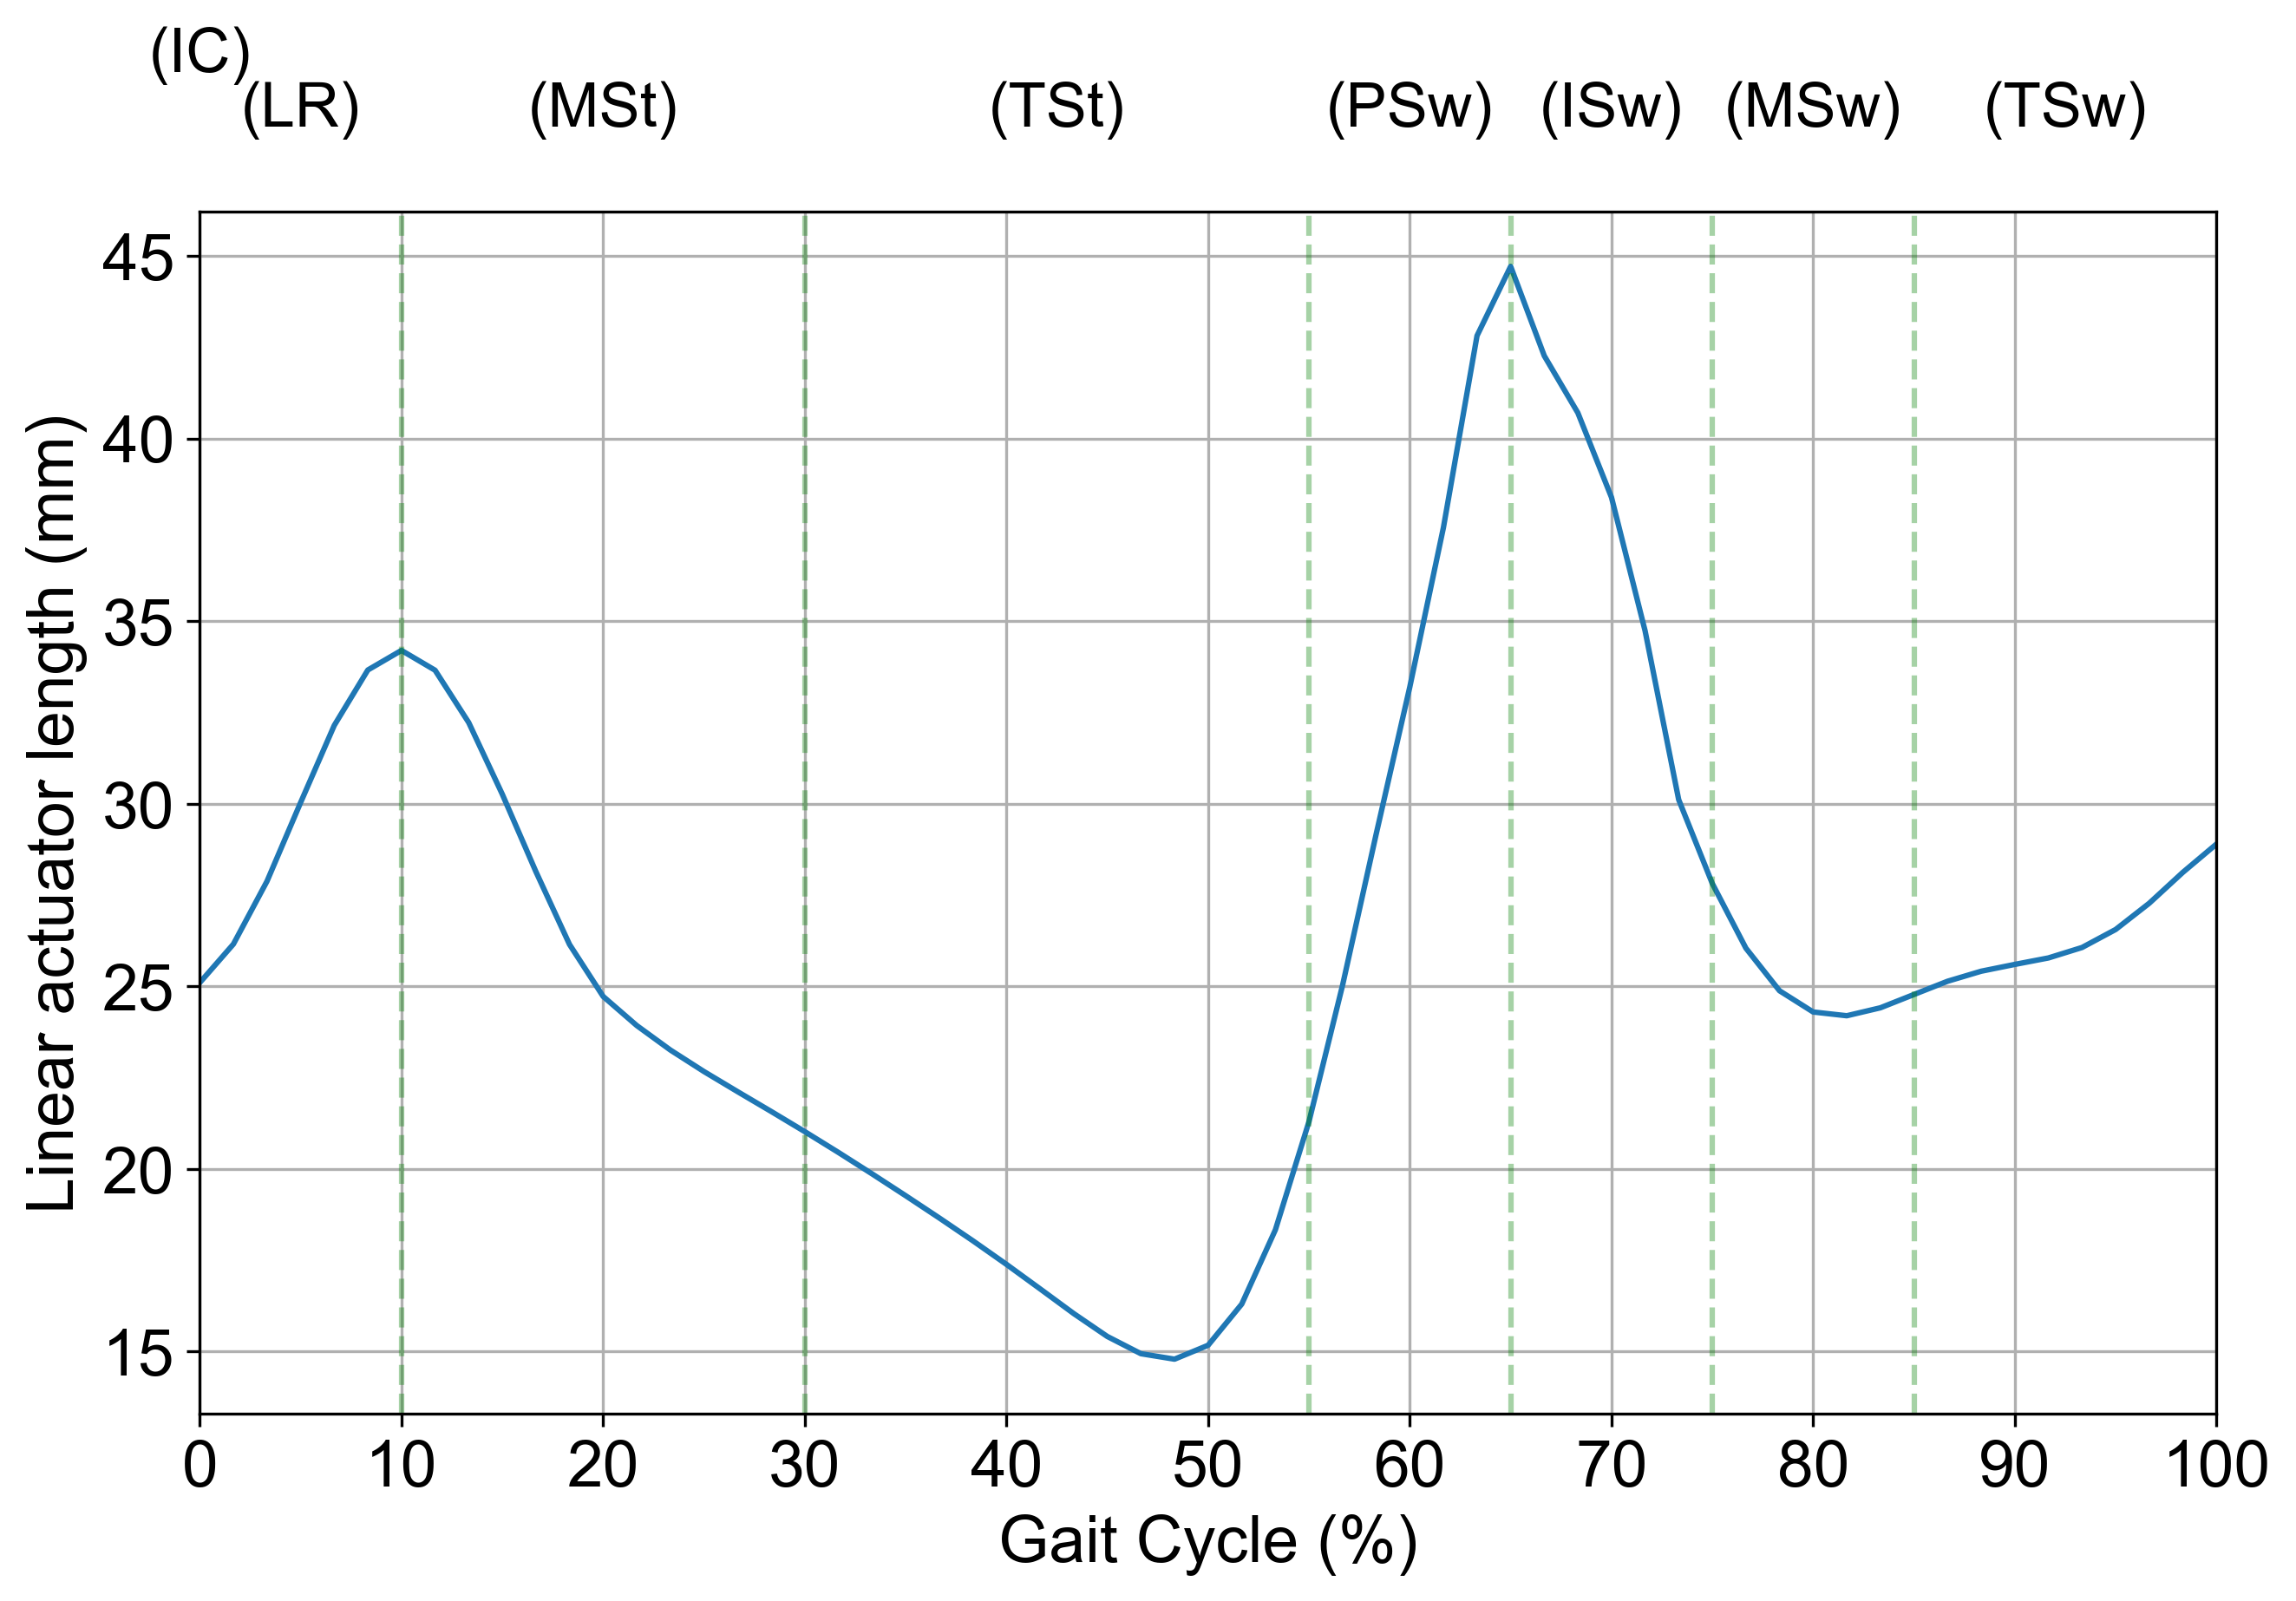 (IC)
(LR) (MSt) (TSt) (PSw) (ISw) (MSw) (TSw)
45
40
35
30
25
20
15
Linear actuator length (mm)
0 10 20 30 40 50 60 70 80 90 100
Gait Cycle (%)